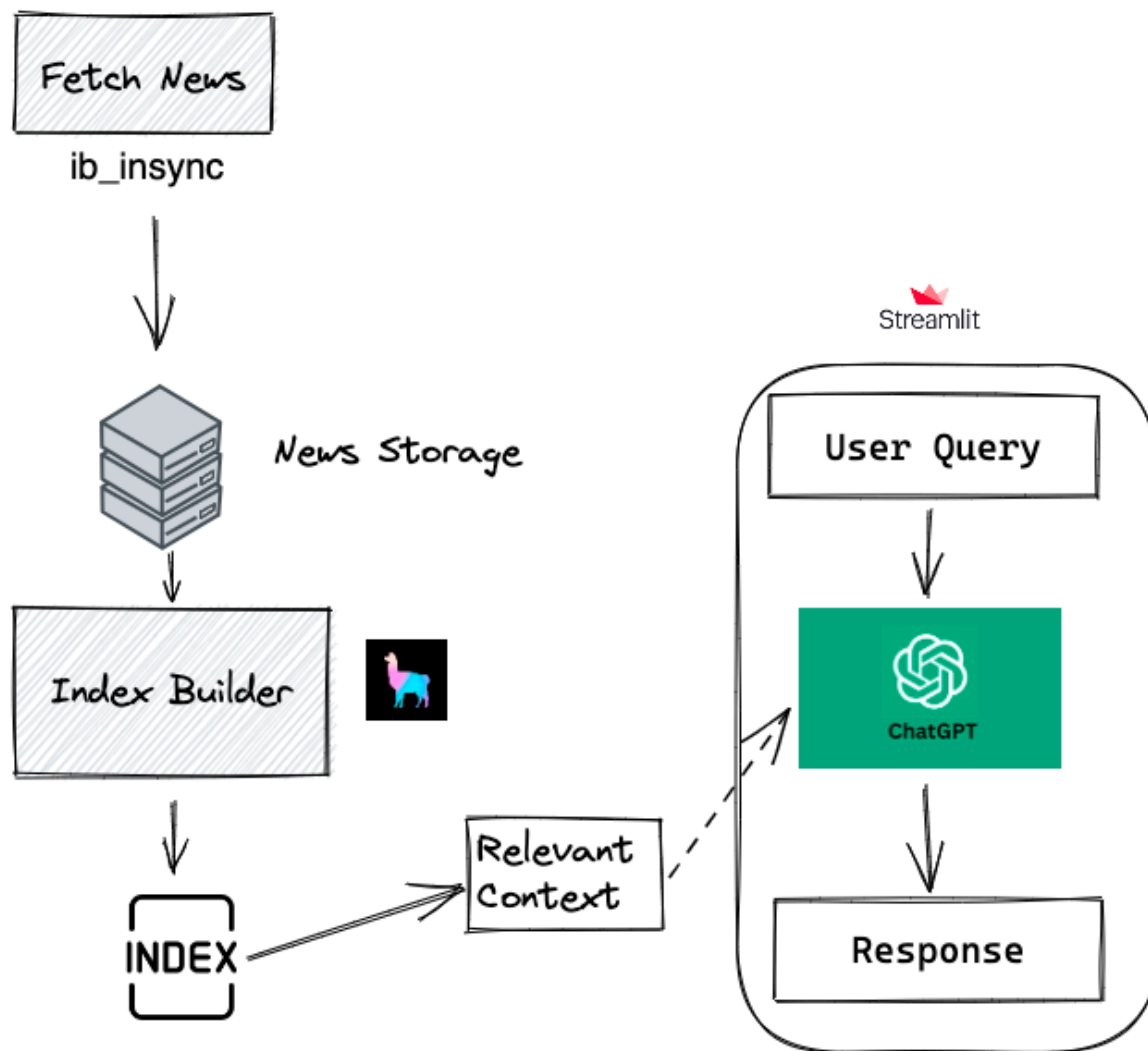 Fetch News
ib_insync
News Storage
Index Builder
INDEX
Relevant
Context
Streamlit
User Query
ChatGPT
Response